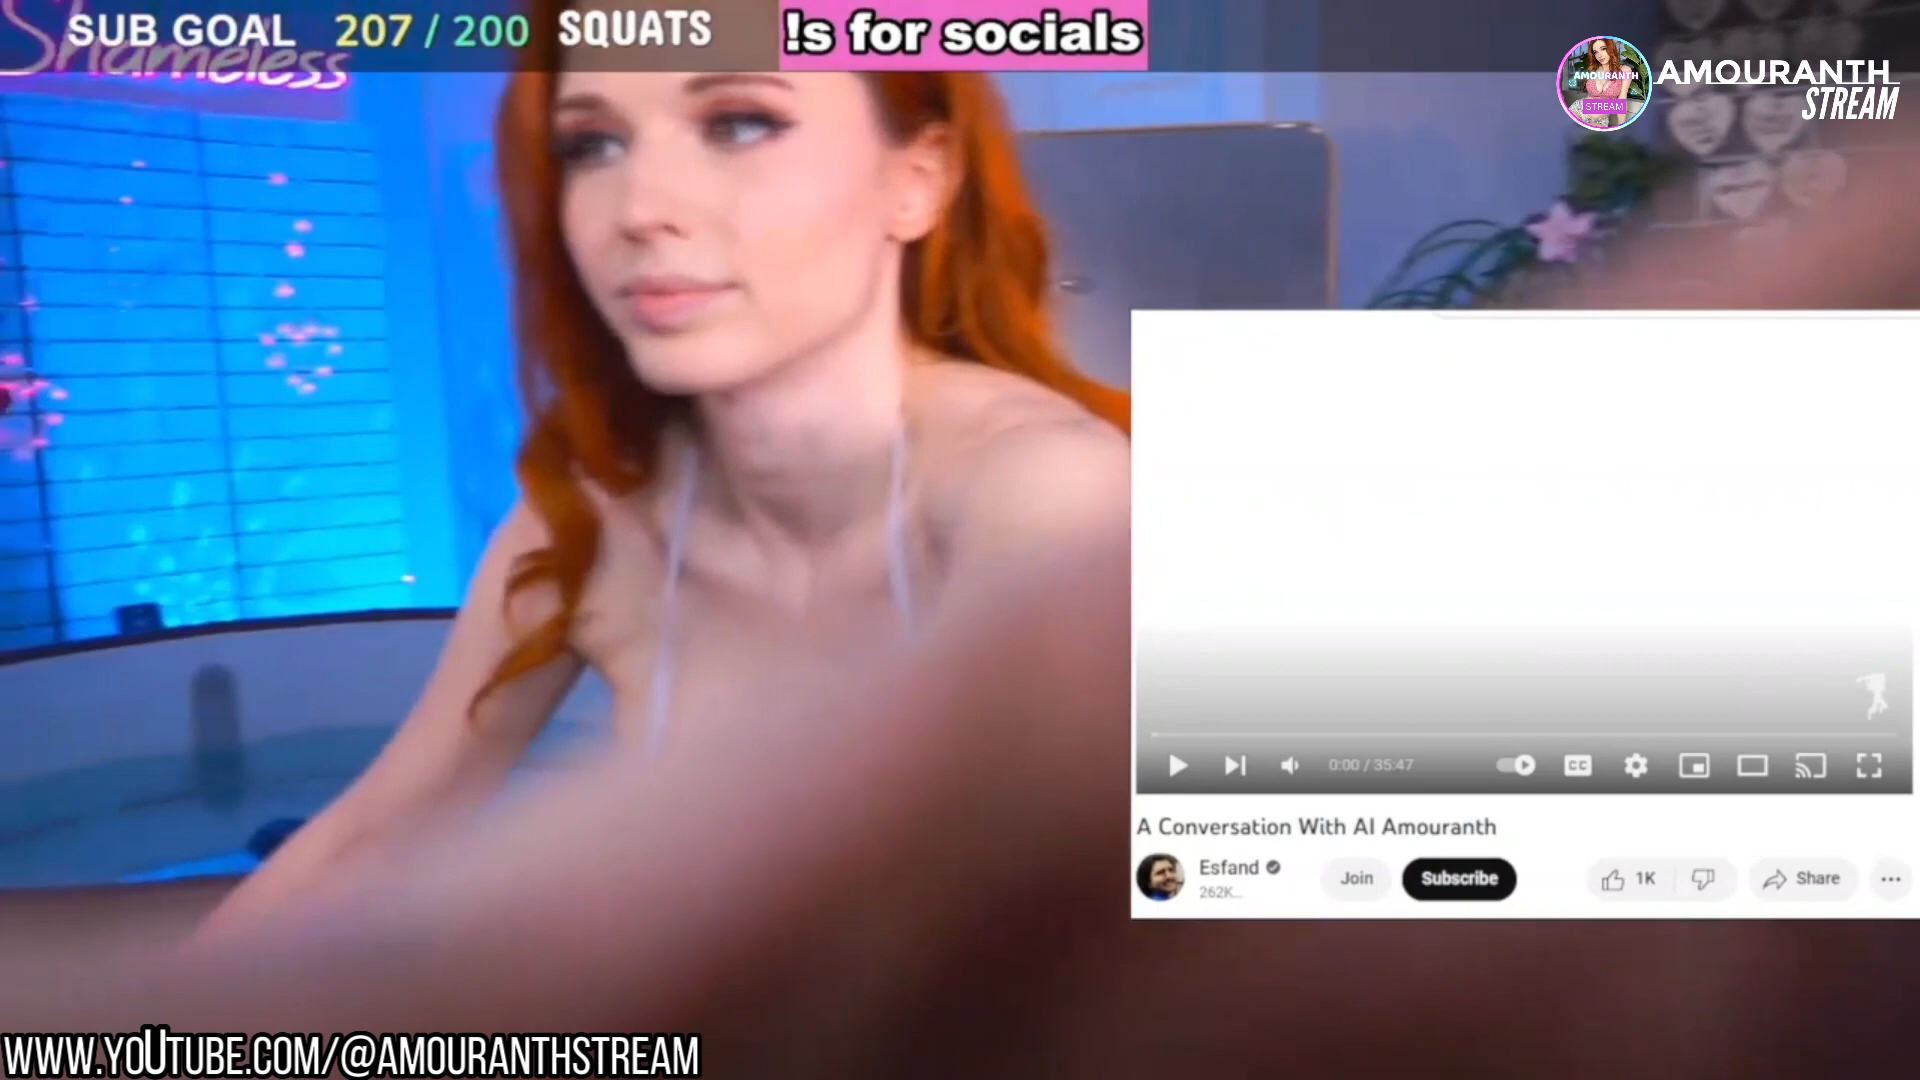 SUB GOAL 207 / 200 SQUATS
!s for socials
Shameless
AMOURANTH
STREAM
AMOURANTH
STREAM
0:00 / 35:47
CC
A Conversation With AI Amouranth
Esfand
262K...
Join
Subscribe
1K
Share
WWW.YOUTUBE.COM/@AMOURANTHSTREAM